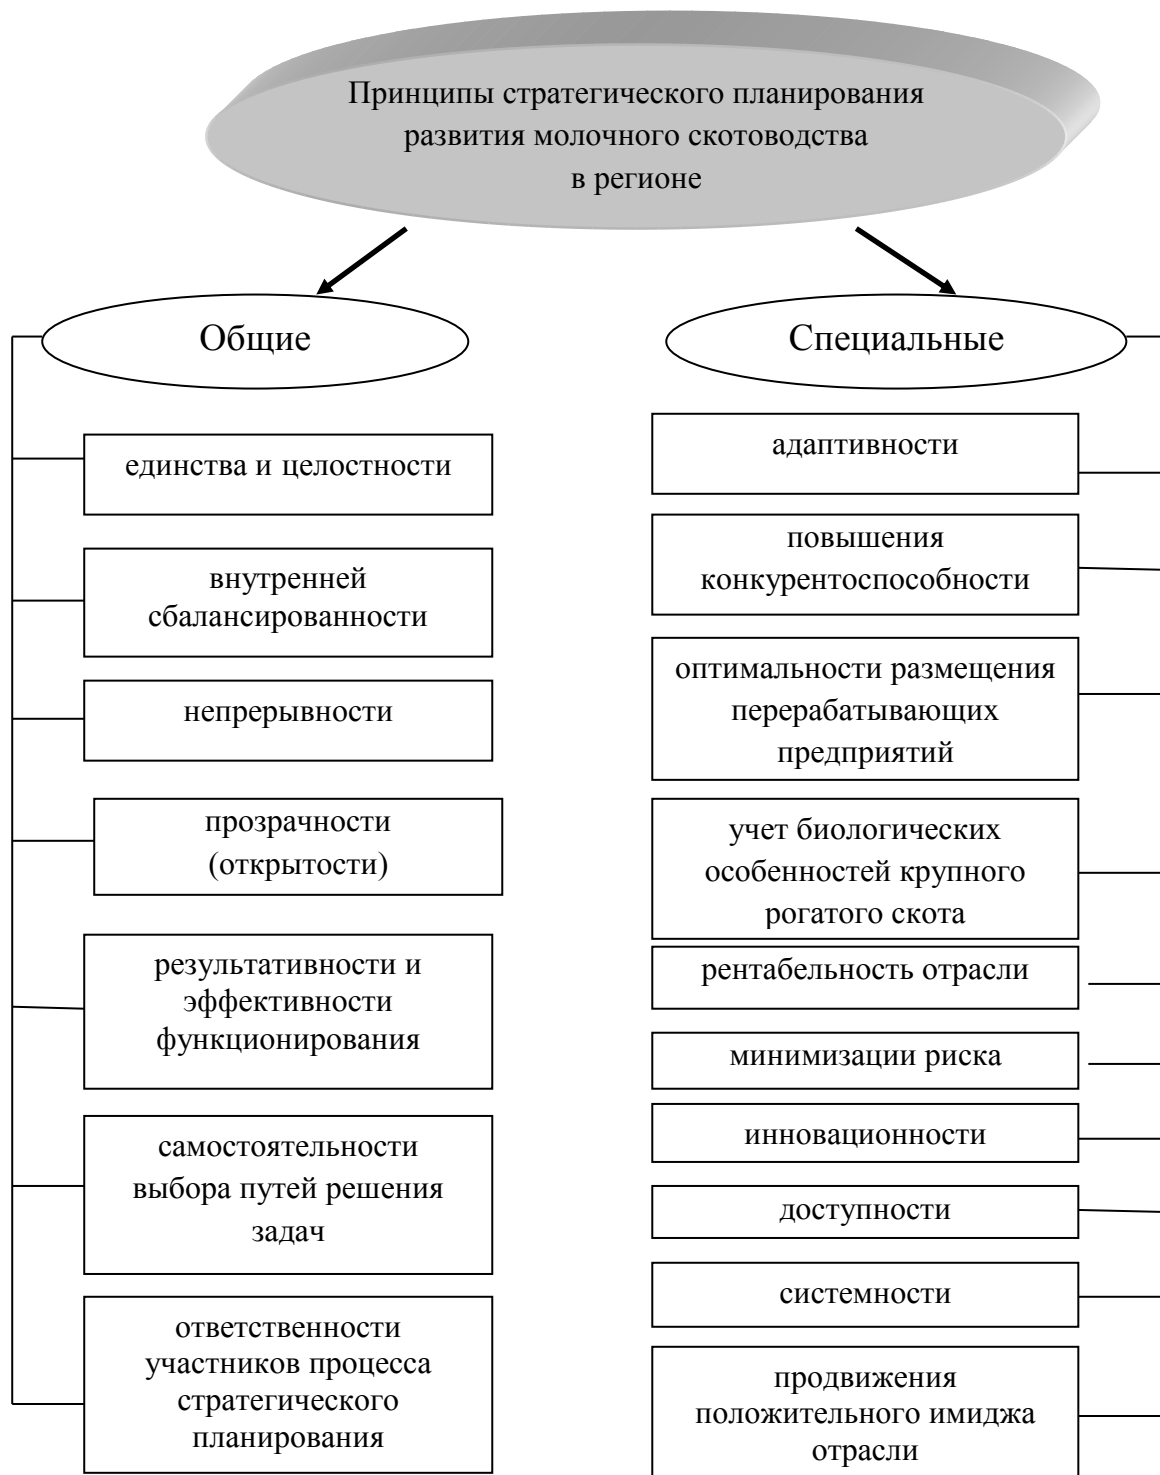 Принципы стратегического планирования
развития молочного скотоводства
в регионе
Общие
единства и целостности
внутренней
сбалансированности
непрерывности
прозрачности
(открытости)
результативности и
эффективности
функционирования
самостоятельности
выбора путей решения
задач
ответственности
участников процесса
стратегического
планирования
Специальные
адаптивности
повышения
конкурентоспособности
оптимальности размещения
перерабатывающих
предприятий
учет биологических
особенностей крупного
рогатого скота
рентабельность отрасли
минимизации риска
инновационности
доступности
системности
продвижения
положительного имиджа
отрасли